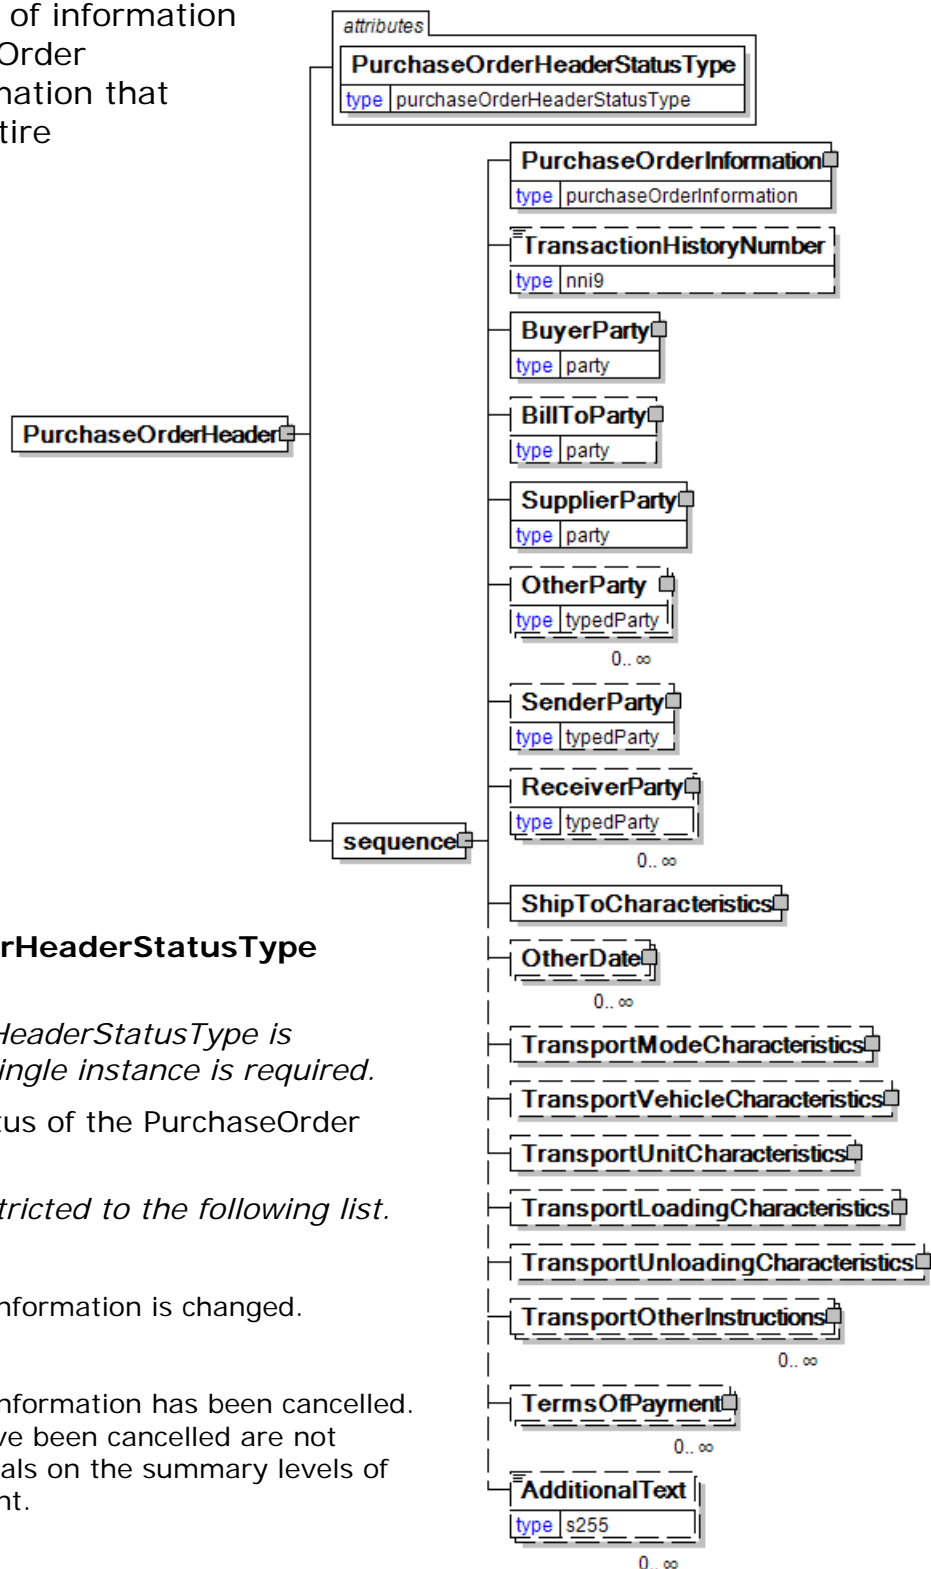 of information
Order
nation that
tire
attributes
PurchaseOrderHeaderStatusType
type purchaseOrderHeaderStatusType
PurchaseOrderInformation
type purchaseOrderInformation
TransactionHistoryNumber
type nni9
BuyerParty
type party
BillToParty
type party
PurchaseOrderHeader
SupplierParty
type party
OtherParty
type typedParty
0.. ∞
SenderParty
type typedParty
ReceiverParty
type typedParty
0.. ∞
sequence
ShipToCharacteristics
OtherDate
0.. ∞
TransportModeCharacteristics
TransportVehicleCharacteristics
TransportUnitCharacteristics
TransportLoadingCharacteristics
TransportUnloadingCharacteristics
TransportOtherInstructions
0.. ∞
TermsOfPayment
0.. ∞
AdditionalText
type s255
0.. ∞
rHeaderStatusType
HeaderStatusType is
ingle instance is required.
tus of the PurchaseOrder
tricted to the following list.
nformation is changed.
nformation has been cancelled.
ve been cancelled are not
als on the summary levels of
nt.